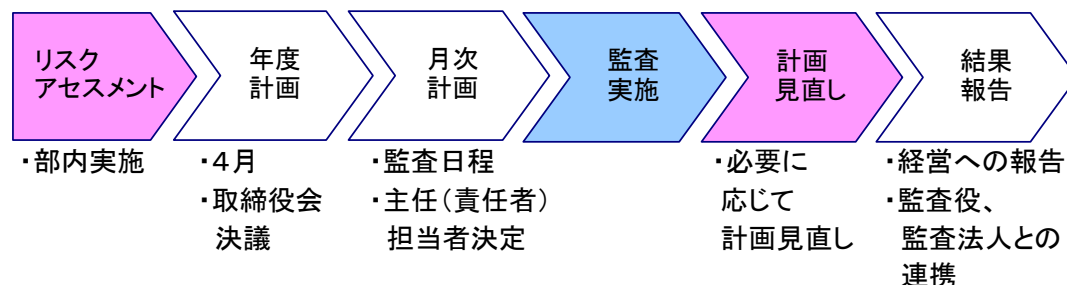 リスク
アセスメント
年度
計画
月次
計画
監査
実施
計画
見直し
結果
報告
・部内実施
・４月
・取締役会
決議
・監査日程
・主任（責任者）
担当者決定
・必要に
応じて
計画見直し
・経営への報告
・監査役、
監査法人との
連携